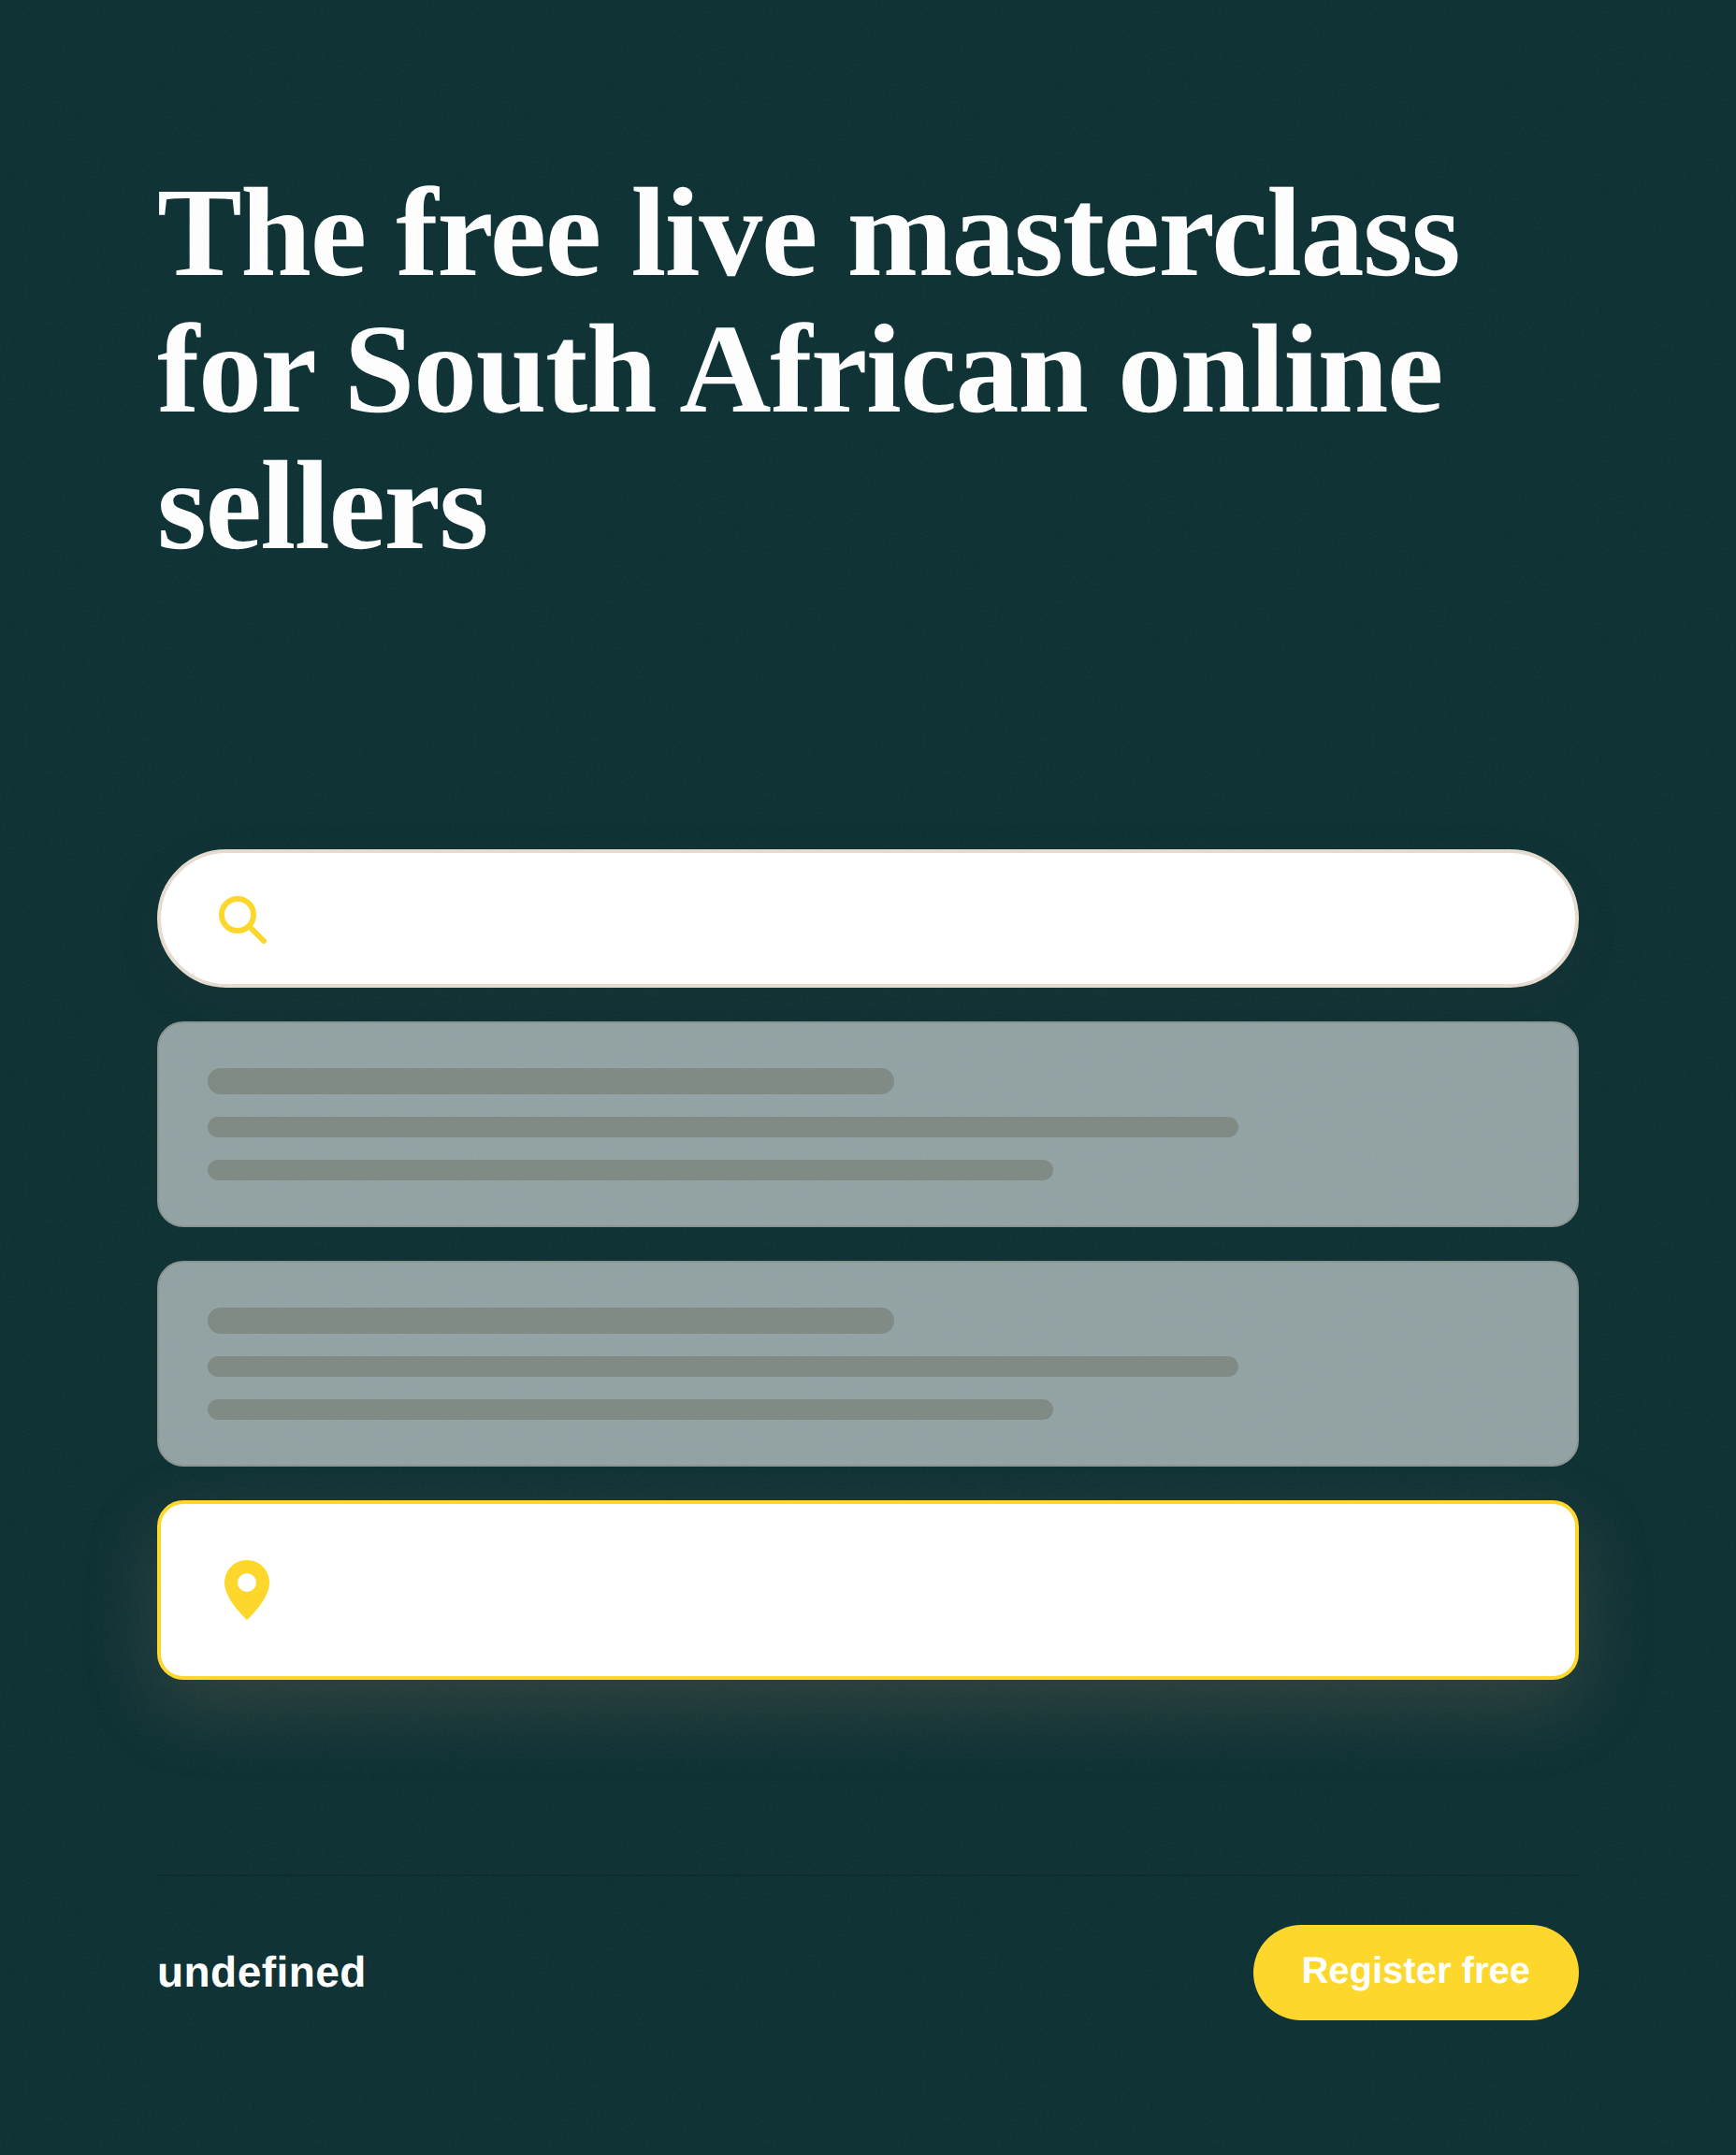 The free live masterclass
for South African online
sellers
undefined
Register free